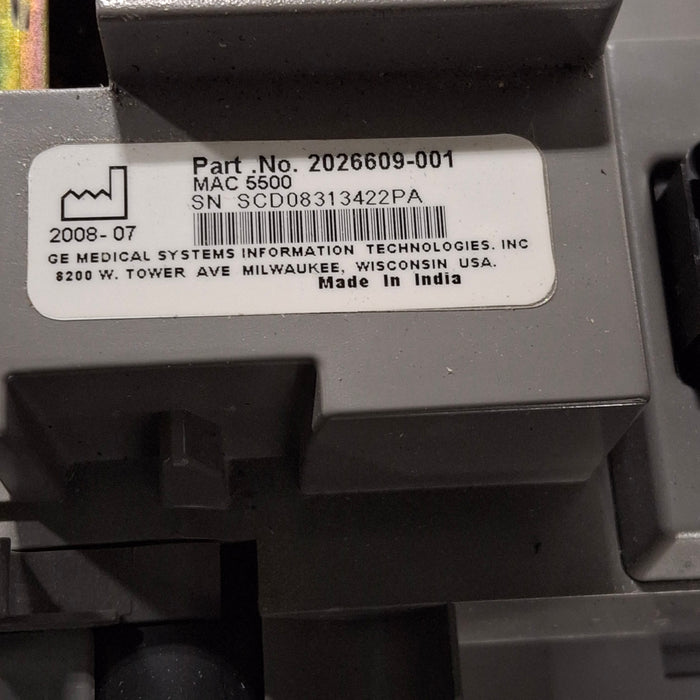 Part .No. 2026609-001
MAC 5500
SN SCD08313422PA
2008-07
GE MEDICAL SYSTEMS INFORMATION TECHNOLOGIES. INC
8200 W. TOWER AVE MILWAUKEE, WISCONSIN USA.
Made In India